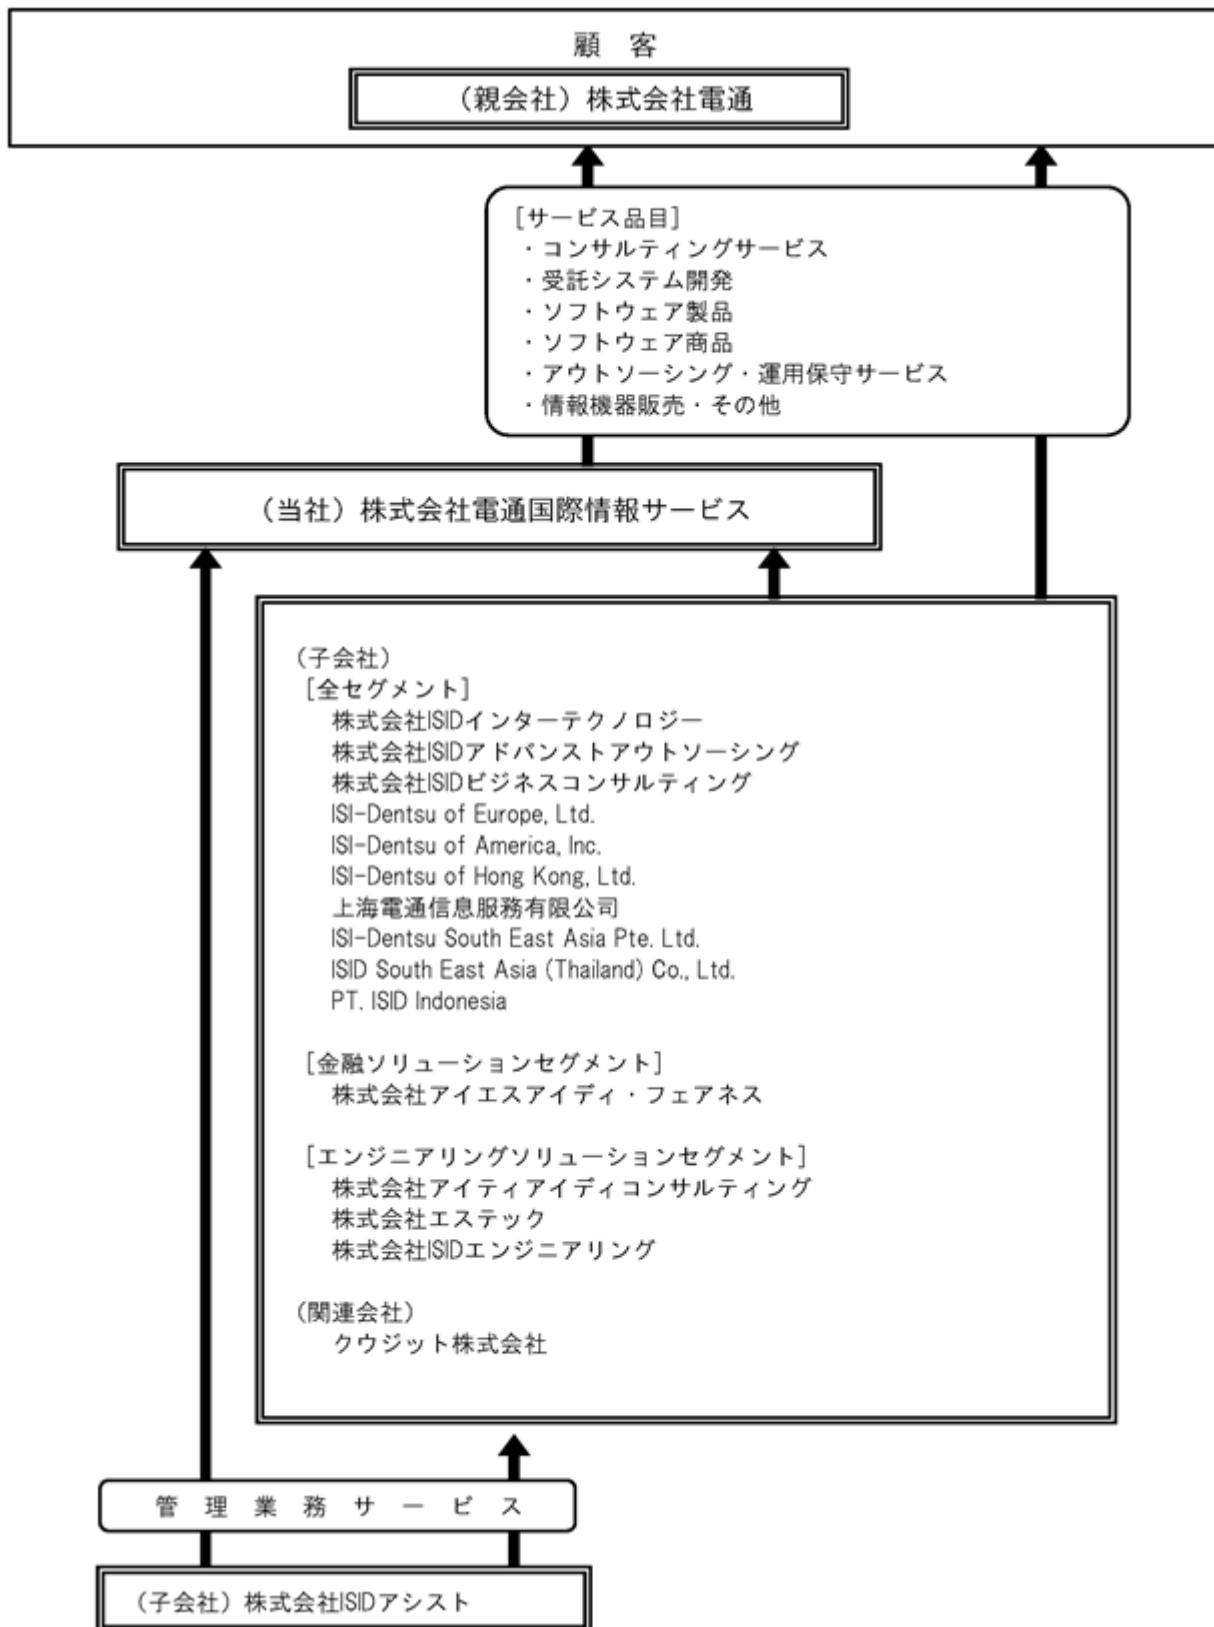 顧　客
（親会社）株式会社電通
［サービス品目］
・コンサルティングサービス
・受託システム開発
・ソフトウェア製品
・ソフトウェア商品
・アウトソーシング・運用保守サービス
・情報機器販売・その他
（当社）株式会社電通国際情報サービス
（子会社）
［全セグメント］
株式会社ISIDインターテクノロジー
株式会社ISIDアドバンストアウトソーシング
株式会社ISIDビジネスコンサルティング
ISI-Dentsu of Europe, Ltd.
ISI-Dentsu of America, Inc.
ISI-Dentsu of Hong Kong, Ltd.
上海電通信息服務有限公司
ISI-Dentsu South East Asia Pte. Ltd.
ISID South East Asia (Thailand) Co., Ltd.
PT. ISID Indonesia
［金融ソリューションセグメント］
株式会社アイエスアイディ・フェアネス
［エンジニアリングソリューションセグメント］
株式会社アイティアイディコンサルティング
株式会社エステック
株式会社ISIDエンジニアリング
（関連会社）
クウジット株式会社
管　理　業　務　サ　ー　ビ　ス
（子会社）株式会社ISIDアシスト